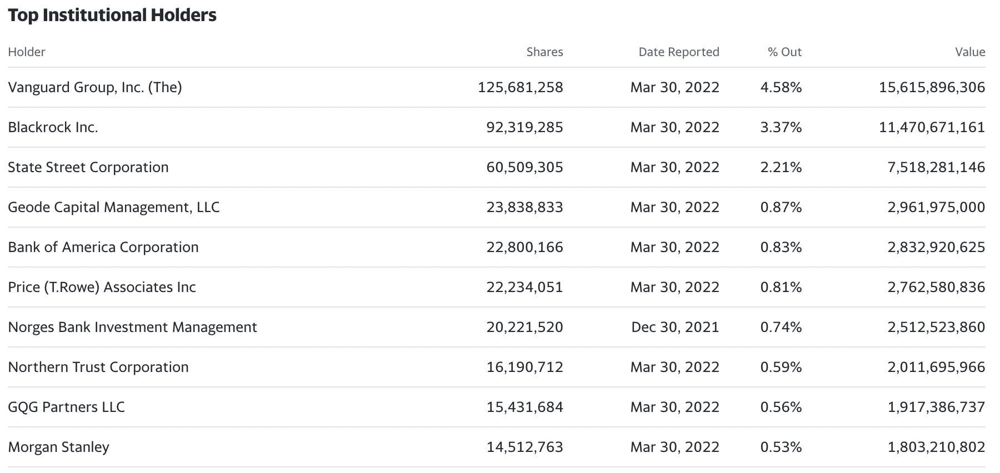 Top Institutional Holders
Holder Shares Date Reported % Out Value
Vanguard Group, Inc. (The) 125,681,258 Mar 30, 2022 4.58% 15,615,896,306
Blackrock Inc. 92,319,285 Mar 30, 2022 3.37% 11,470,671,161
State Street Corporation 60,509,305 Mar 30, 2022 2.21% 7,518,281,146
Geode Capital Management, LLC 23,838,833 Mar 30, 2022 0.87% 2,961,975,000
Bank of America Corporation 22,800,166 Mar 30, 2022 0.83% 2,832,920,625
Price (T.Rowe) Associates Inc 22,234,051 Mar 30, 2022 0.81% 2,762,580,836
Norges Bank Investment Management 20,221,520 Dec 30, 2021 0.74% 2,512,523,860
Northern Trust Corporation 16,190,712 Mar 30, 2022 0.59% 2,011,695,966
GQG Partners LLC 15,431,684 Mar 30, 2022 0.56% 1,917,386,737
Morgan Stanley 14,512,763 Mar 30, 2022 0.53% 1,803,210,802